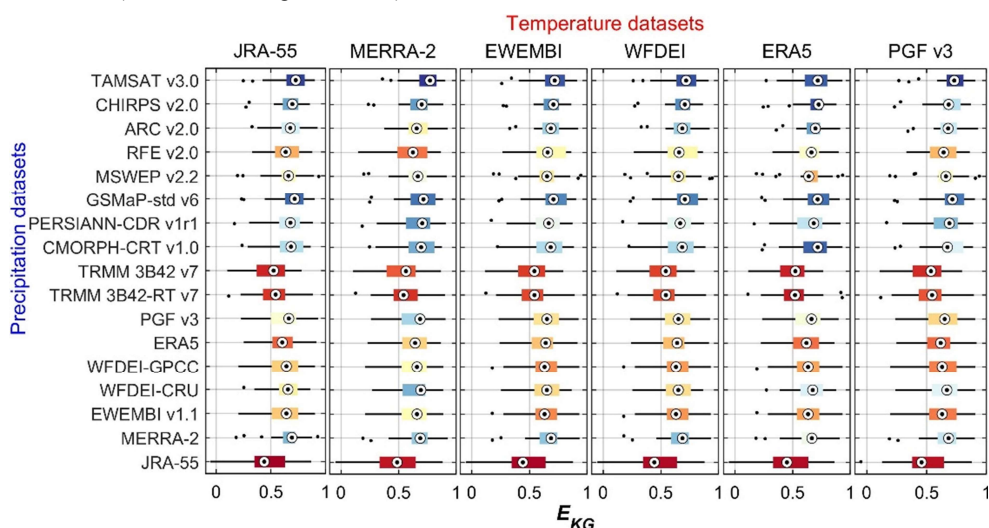 Temperature datasets
JRA-55 MERRA-2 EWEMBI WFDEI ERA5 PGF v3
Precipitation datasets
TAMSAT v3.0
CHIRPS v2.0
ARC v2.0
RFE v2.0
MSWEP v2.2
GSMaP-std v6
PERSIANN-CDR v1r1
CMORPH-CRT v1.0
TRMM 3B42 v7
TRMM 3B42-RT v7
PGF v3
ERA5
WFDEI-GPCC
WFDEI-CRU
EWEMBI v1.1
MERRA-2
JRA-55
0 0.5 1 0 0.5 1 0 0.5 1 0 0.5 1 0 0.5 1 0 0.5 1
E_KG